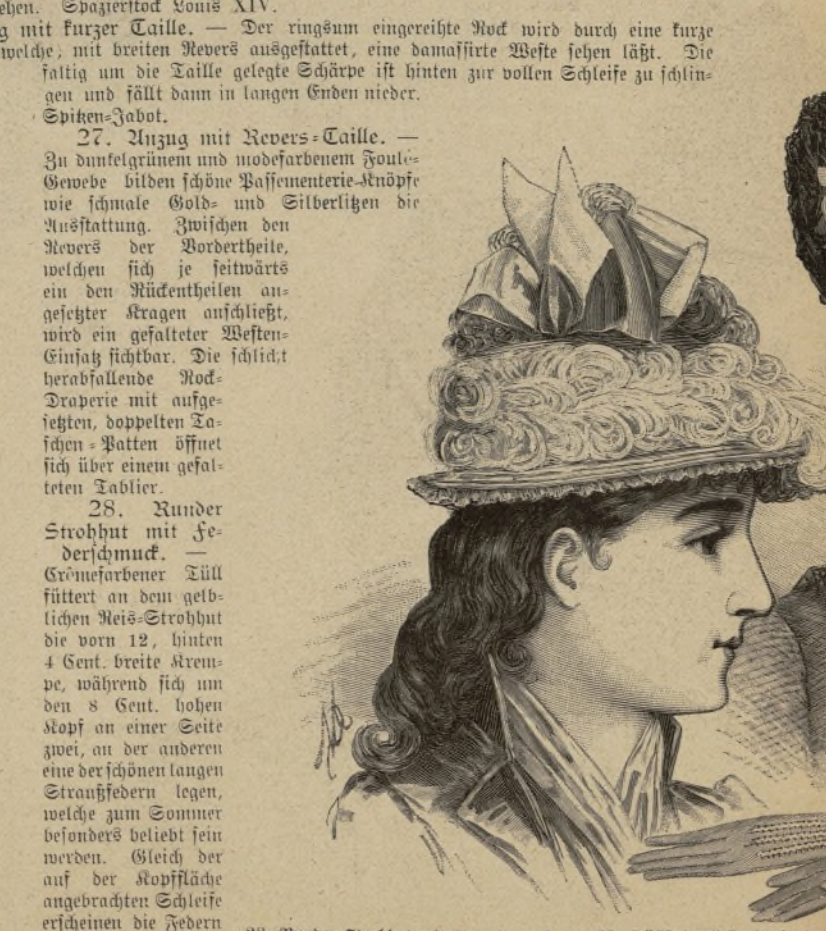 ehen. Spazierstock Louis XIV.
g mit kurzer Taille. — Der ringsum eingereihte Rock wird durch eine kurze
welche, mit breiten Revers ausgestattet, eine damassirte Weste sehen läßt. Die
faltig um die Taille gelegte Schärpe ist hinten zur vollen Schleife zu schlin-
gen und fällt dann in langen Enden nieder.
Spitzen-Jabot.
27. Anzug mit Revers-Taille. —
Zu dunkelgrünem und modefarbenem Foulé-
Gewebe bilden schöne Passementerie-Knöpfe
wie schmale Gold- und Silberlitzen die
Ausstattung. Zwischen den
Revers der Vordertheile,
welchen sich je seitwärts
ein den Rückentheilen an-
gesetzter Kragen anschließt,
wird ein gefalteter Westen-
Einsatz sichtbar. Die schlicht
herabfallende Rock-
Draperie mit aufge-
setzten, doppelten Ta-
schen-Patten öffnet
sich über einem gefal-
teten Tablier.
28. Runder
Strohhut mit Fe-
derschmuck. —
Crêmefarbener Tüll
füttert an dem gelb-
lichen Reis-Strohhut
die vorn 12, hinten
4 Cent. breite Krem-
pe, während sich um
den 8 Cent. hohen
Kopf an einer Seite
zwei, an der anderen
eine der schönen langen
Straußfedern legen,
welche zum Sommer
besonders beliebt sein
werden. Gleich der
auf der Kopffläche
angebrachten Schleife
erscheinen die Federn